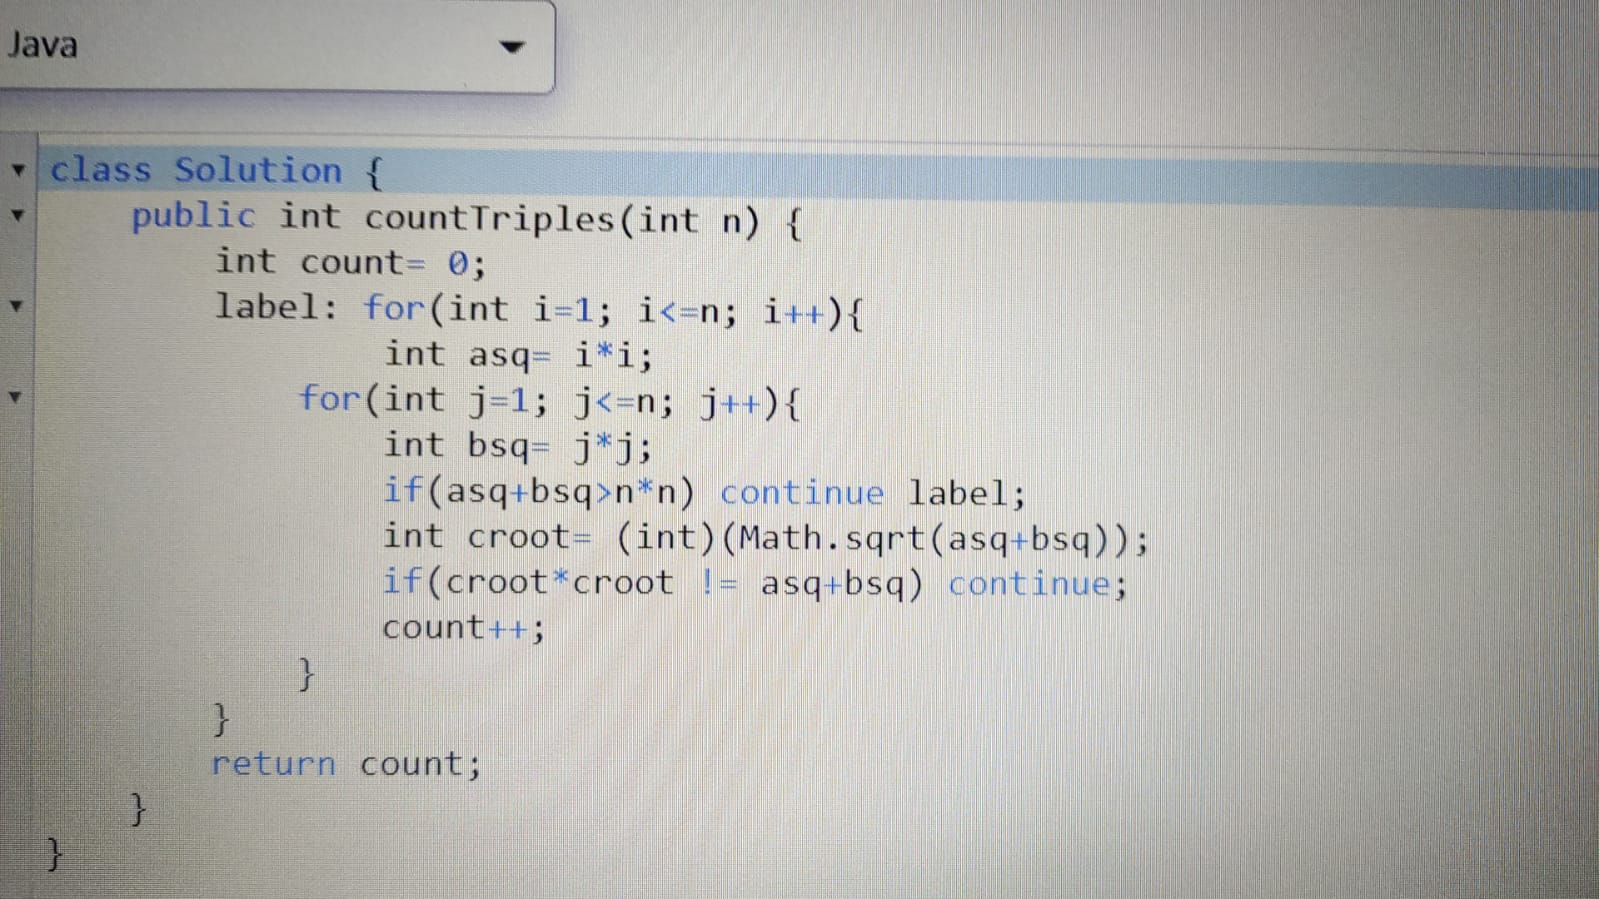 Java
class Solution {
    public int countTriples(int n) {
        int count= 0;
        label: for(int i=1; i<=n; i++){
                int asq= i*i;
            for(int j=1; j<=n; j++){
                int bsq= j*j;
                if(asq+bsq>n*n) continue label;
                int croot= (int)(Math.sqrt(asq+bsq));
                if(croot*croot != asq+bsq) continue;
                count++;
            }
        }
        return count;
    }
}